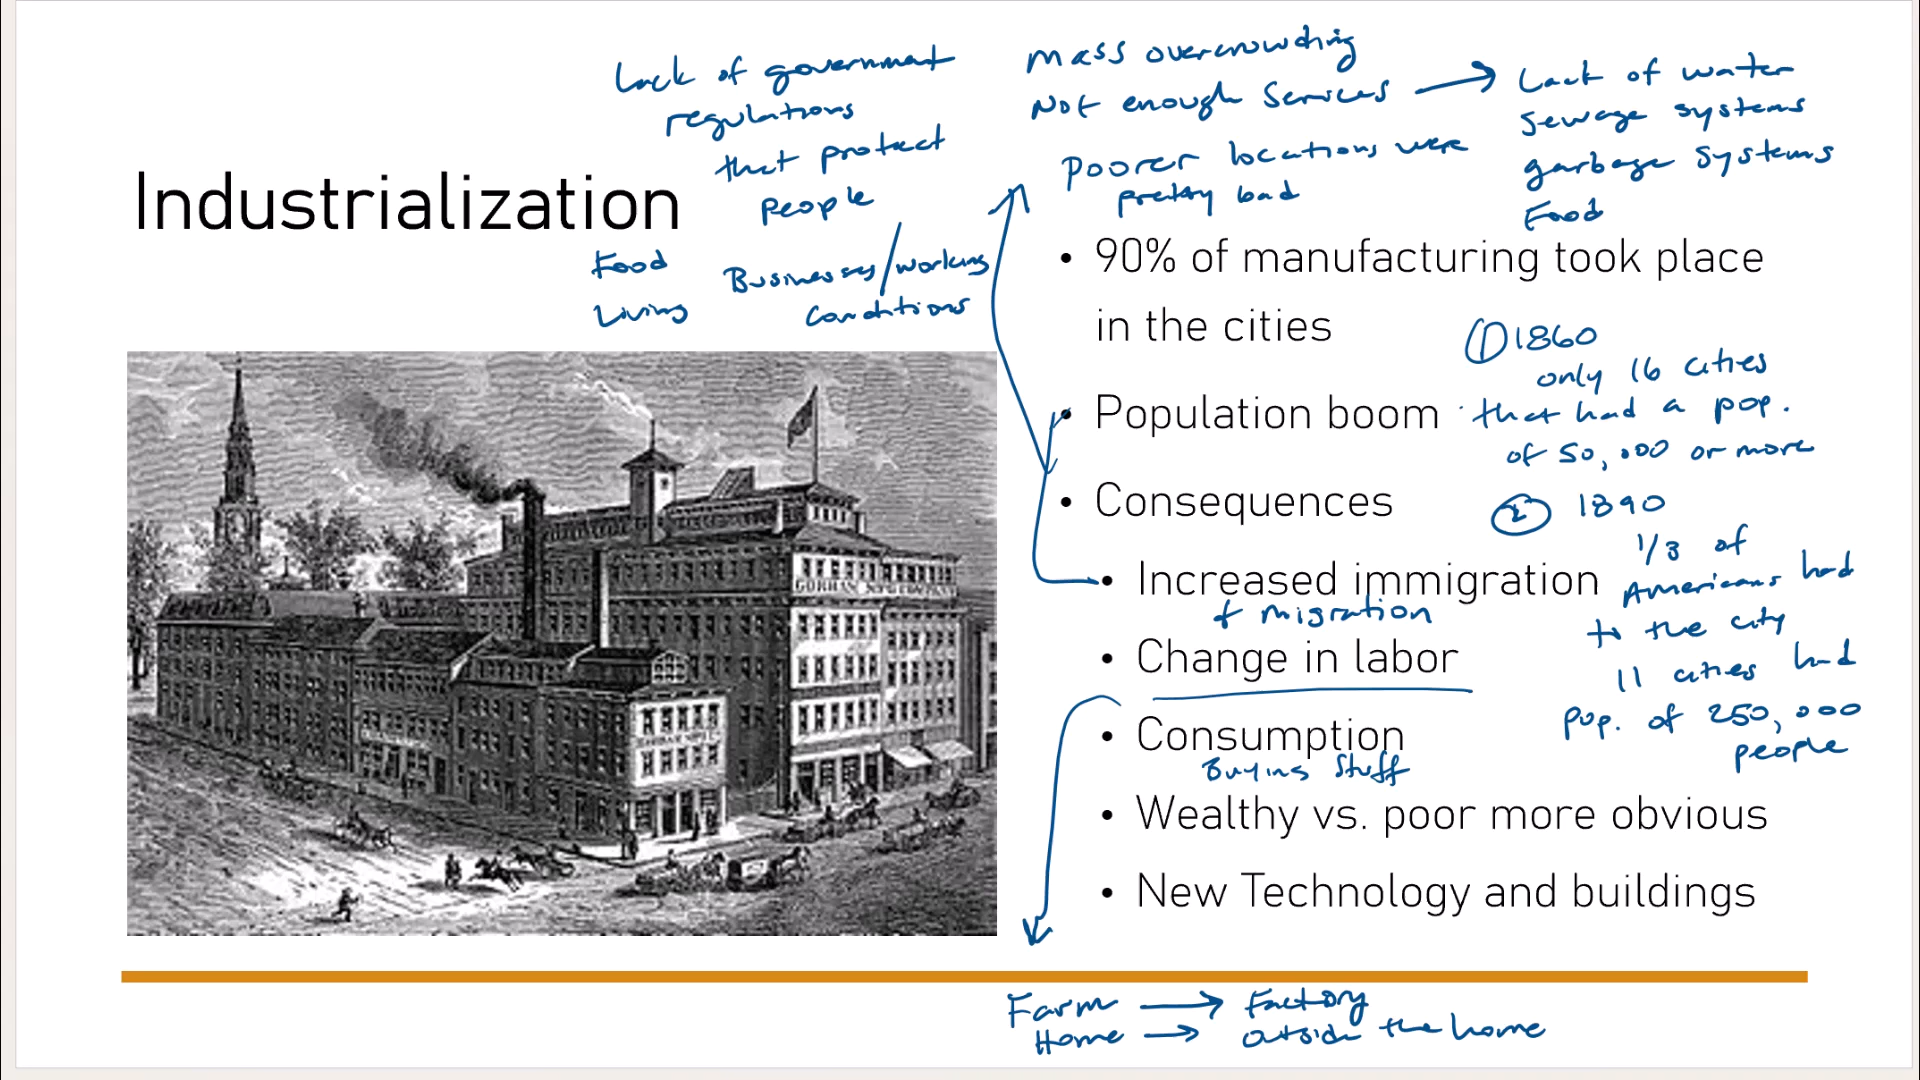 Lack of government
regulations
that protect
people
Industrialization
Food
Living
Businesses/working
conditions
Mass overcrowding
Not enough services → Lack of water
sewage systems
garbage systems
Food
Poorer locations were
pretty bad
• 90% of manufacturing took place
in the cities
① 1860
only 16 cities
that had a pop.
of 50,000 or more
• Population boom
• Consequences
② 1890
1/3 of
Americans had
to the city
11 cities had
pop. of 250,000
people
• Increased immigration
+ migration
• Change in labor
• Consumption
Buying stuff
• Wealthy vs. poor more obvious
• New Technology and buildings
Farm → Factory
Home → outside the home